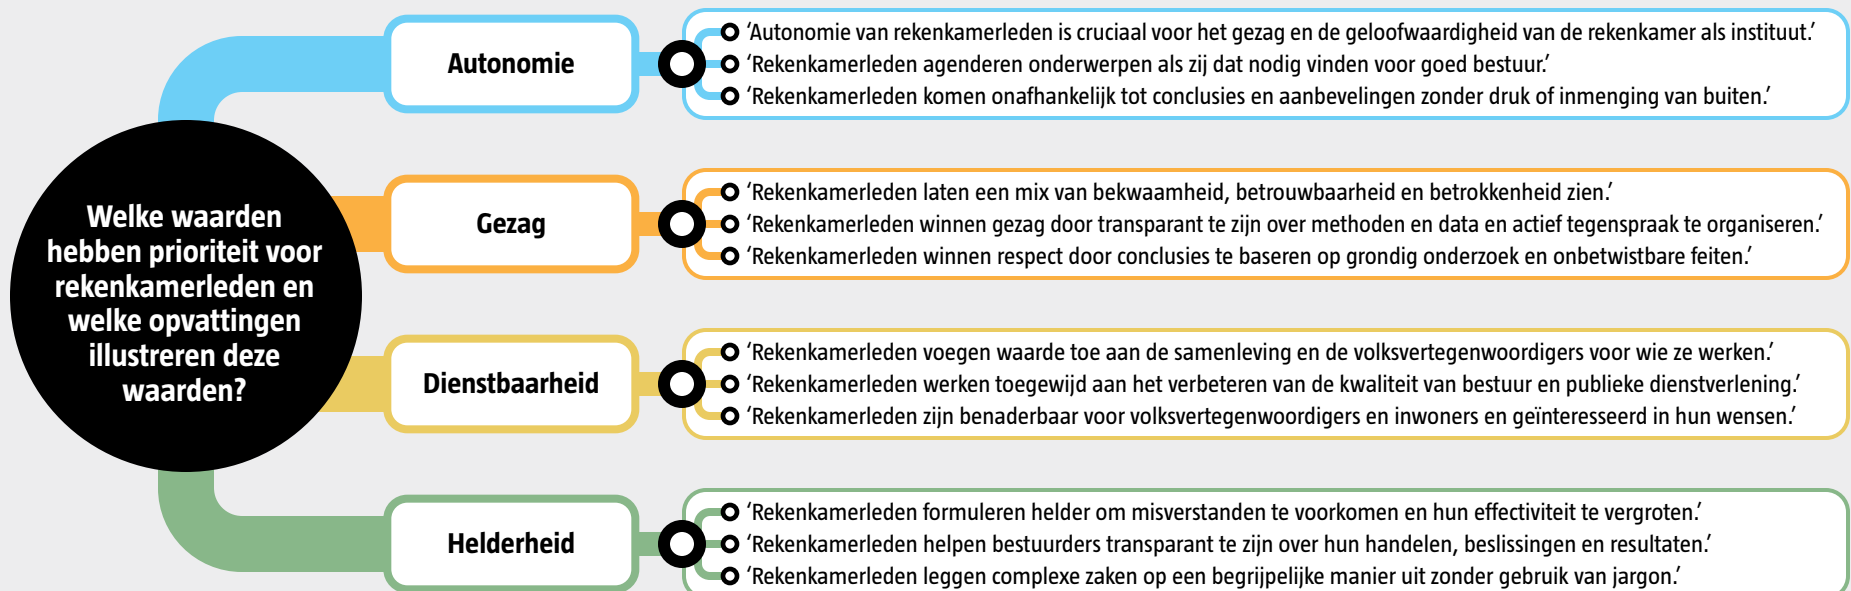 Welke waarden
hebben prioriteit voor
rekenkamerleden en
welke opvattingen
illustreren deze
waarden?
Autonomie
‘Autonomie van rekenkamerleden is cruciaal voor het gezag en de geloofwaardigheid van de rekenkamer als instituut.’
‘Rekenkamerleden agenderen onderwerpen als zij dat nodig vinden voor goed bestuur.’
‘Rekenkamerleden komen onafhankelijk tot conclusies en aanbevelingen zonder druk of inmenging van buiten.’
Gezag
‘Rekenkamerleden laten een mix van bekwaamheid, betrouwbaarheid en betrokkenheid zien.’
‘Rekenkamerleden winnen gezag door transparant te zijn over methoden en data en actief tegenspraak te organiseren.’
‘Rekenkamerleden winnen respect door conclusies te baseren op grondig onderzoek en onbetwistbare feiten.’
Dienstbaarheid
‘Rekenkamerleden voegen waarde toe aan de samenleving en de volksvertegenwoordigers voor wie ze werken.’
‘Rekenkamerleden werken toegewijd aan het verbeteren van de kwaliteit van bestuur en publieke dienstverlening.’
‘Rekenkamerleden zijn benaderbaar voor volksvertegenwoordigers en inwoners en geïnteresseerd in hun wensen.’
Helderheid
‘Rekenkamerleden formuleren helder om misverstanden te voorkomen en hun effectiviteit te vergroten.’
‘Rekenkamerleden helpen bestuurders transparant te zijn over hun handelen, beslissingen en resultaten.’
‘Rekenkamerleden leggen complexe zaken op een begrijpelijke manier uit zonder gebruik van jargon.’